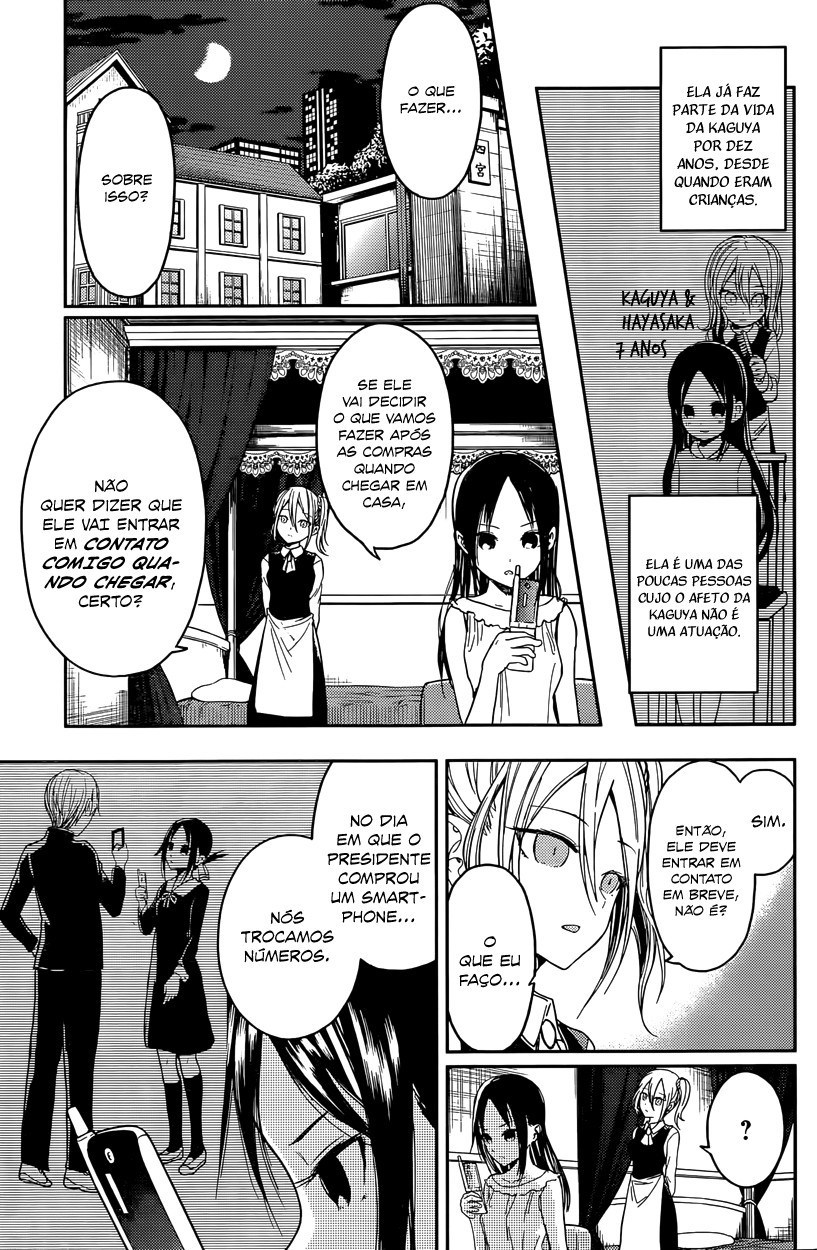 ELA JÁ FAZ
PARTE DA VIDA
DA KAGUYA
POR DEZ
ANOS, DESDE
QUANDO ERAM
CRIANÇAS.
KAGUYA &
HAYASAKA
7 ANOS
ELA É UMA DAS
POUCAS PESSOAS
CUJO O AFETO DA
KAGUYA NÃO É
UMA ATUAÇÃO.
O QUE
FAZER...
四宮
SOBRE
ISSO?
SE ELE
VAI DECIDIR
O QUE VAMOS
FAZER APÓS
AS COMPRAS
QUANDO
CHEGAR EM
CASA,
NÃO
QUER DIZER QUE
ELE VAI ENTRAR
EM CONTATO
COMIGO QUA-
NDO CHEGAR,
CERTO?
SIM.
ENTÃO,
ELE DEVE
ENTRAR EM
CONTATO
EM BREVE,
NÃO É?
O
QUE EU
FAÇO...
?
NO DIA
EM QUE O
PRESIDENTE
COMPROU
UM SMART-
PHONE...
NÓS
TROCAMOS
NÚMEROS.